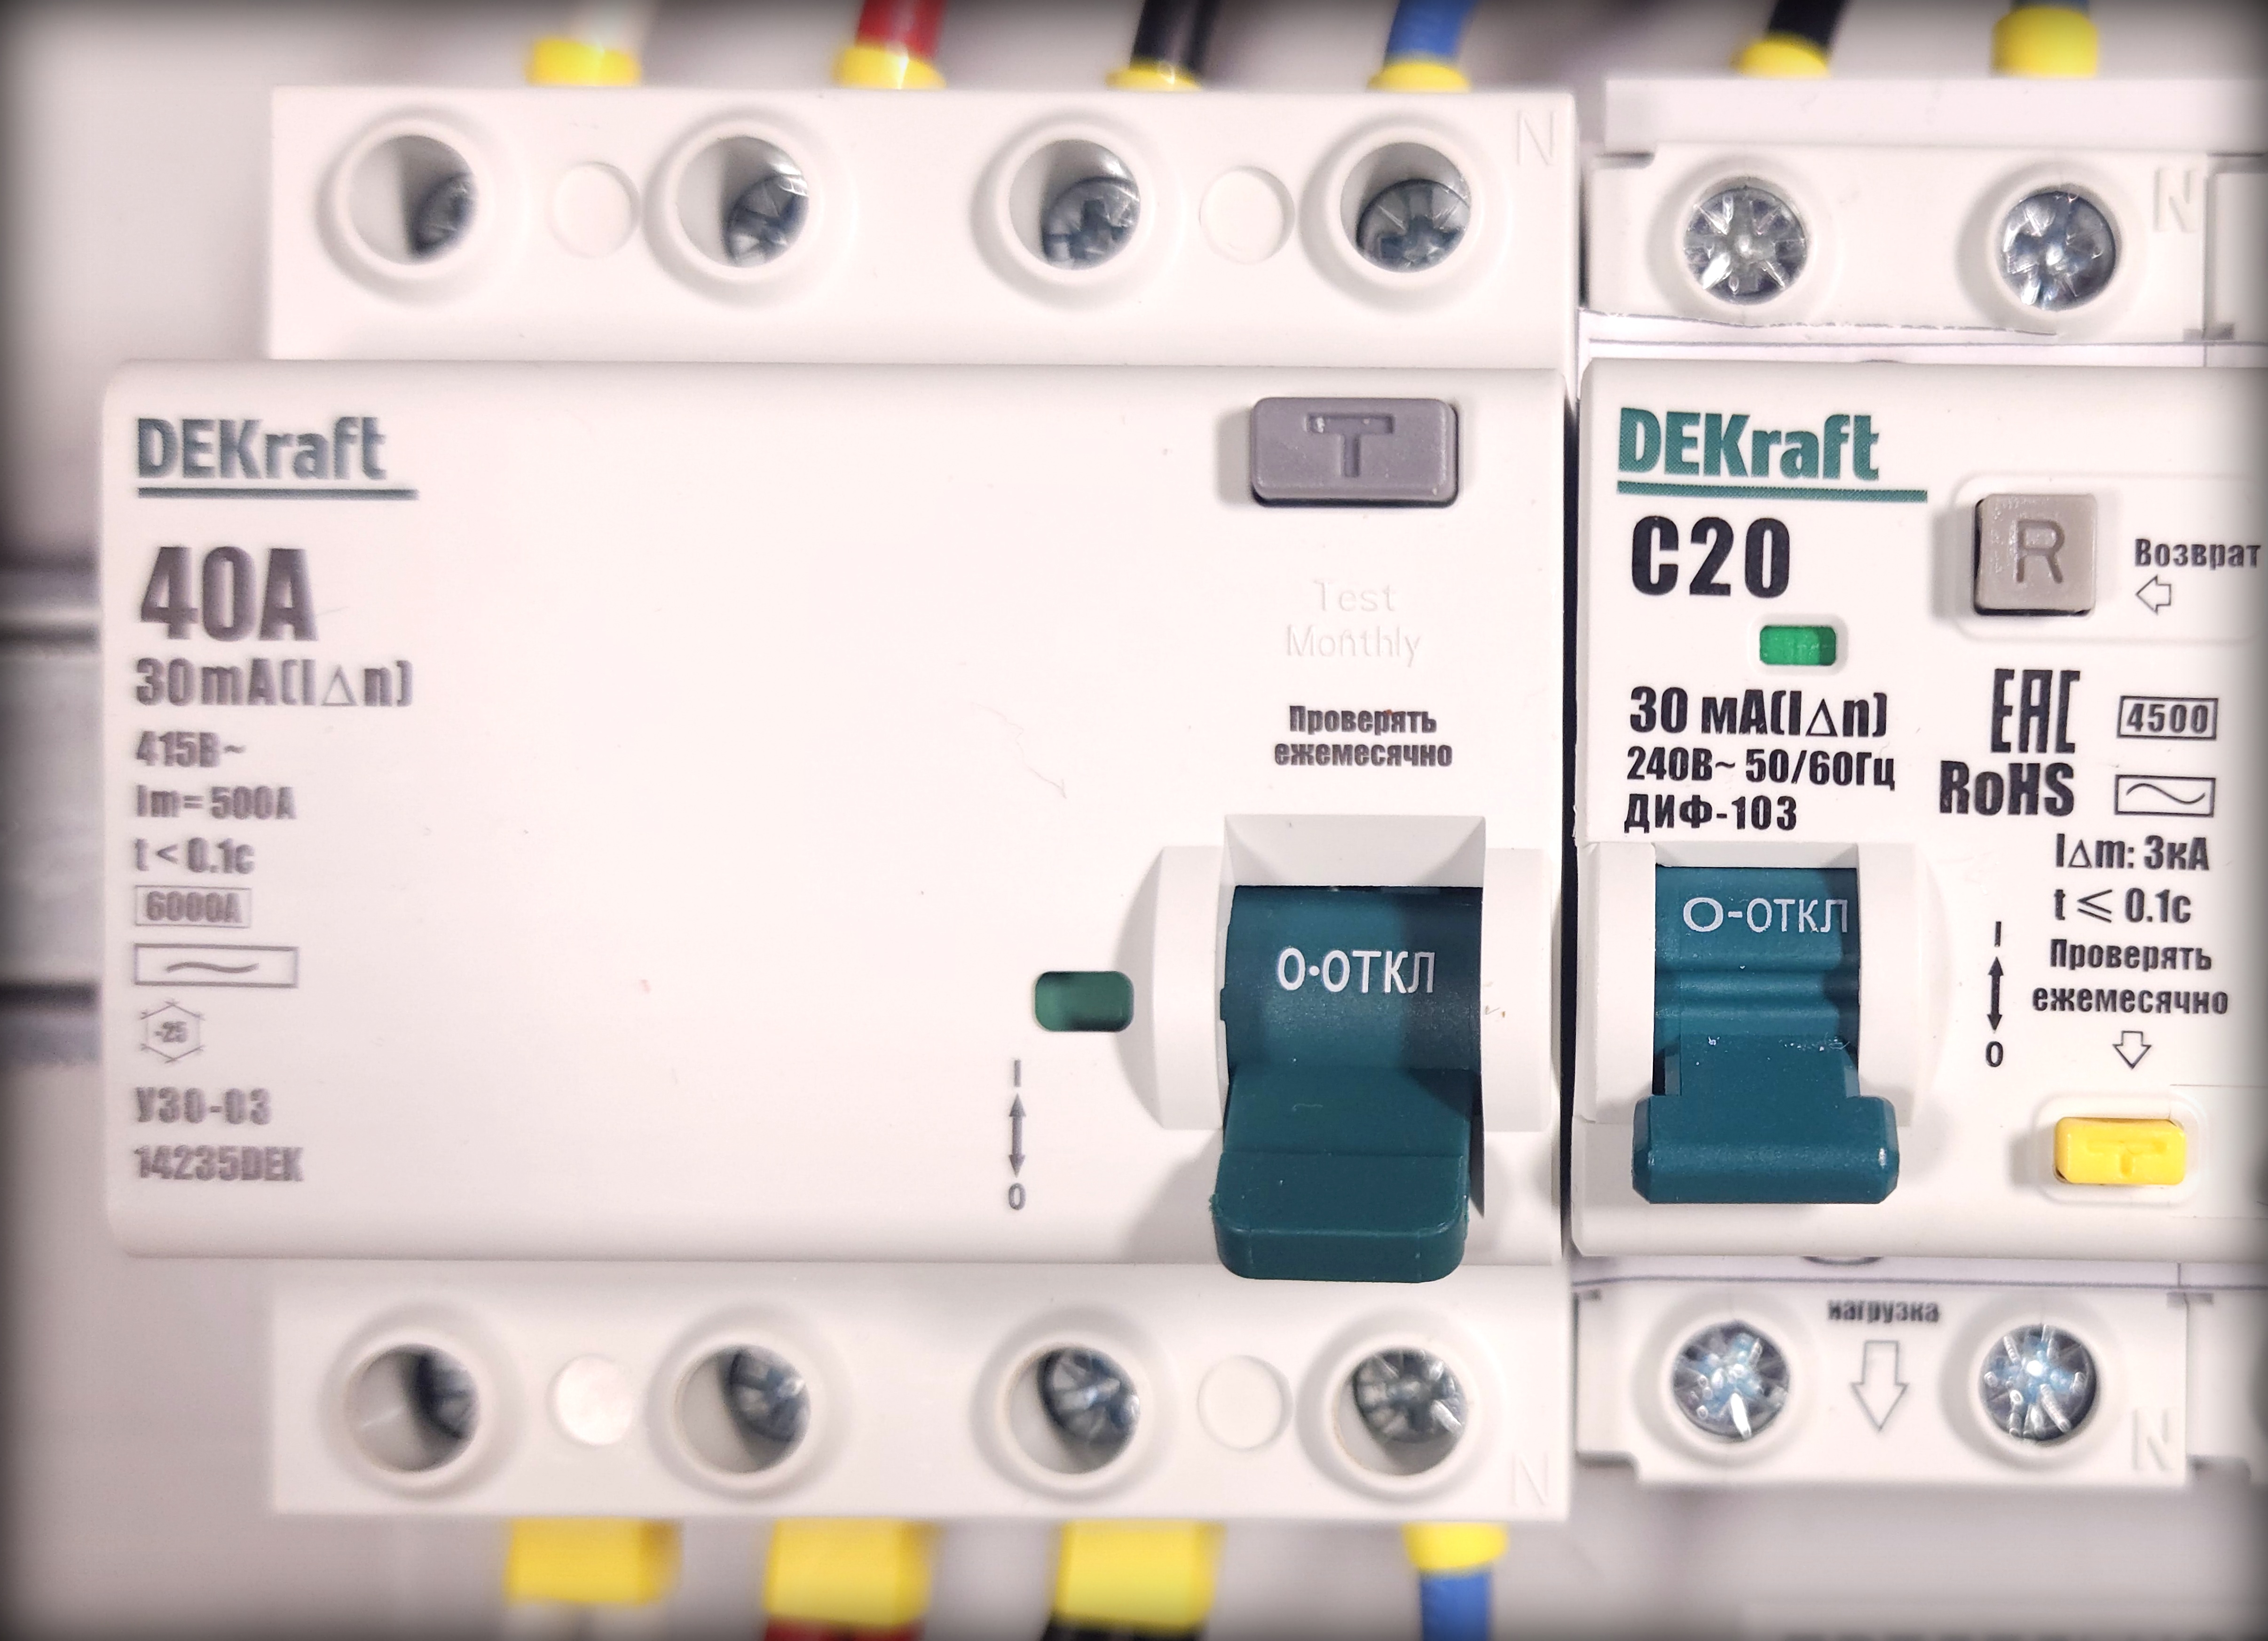 N
N
DEKraft
40A
30mA(I△n)
415В~
Im=500A
t<0.1c
6000A
-25
УЗО-03
14235DEK
T
Test
Monthly
Проверять
ежемесячно
О•ОТКЛ
I
0
N
DEKraft
C20
R
Возврат
30 мА(I△n)
240В~ 50/60Гц
ДИФ-103
EAC
RoHS
4500
I△m: 3кА
t ⩽ 0.1c
Проверять
ежемесячно
О-ОТКЛ
I
0
T
нагрузка
N